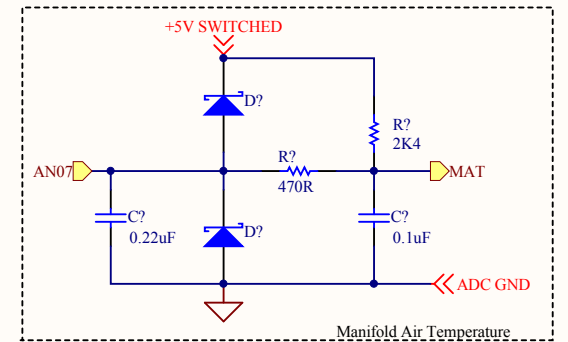 +5V SWITCHED
D?
R?
2K4
AN07
R?
470R
MAT
C?
0.22uF
D?
C?
0.1uF
ADC GND
Manifold Air Temperature